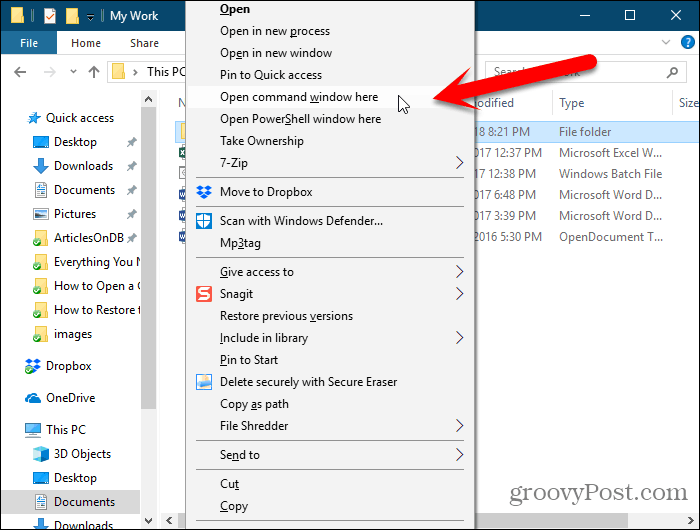 My Work
File
Home
Share
This PC
Search
rk
Quick access
Desktop
Downloads
Documents
Pictures
ArticlesOnDB
Everything You N
How to Open a C
How to Restore t
images
Dropbox
OneDrive
This PC
3D Objects
Desktop
Documents
Downloads
Open
Open in new process
Open in new window
Pin to Quick access
Open command window here
Open PowerShell window here
Take Ownership
7-Zip
Move to Dropbox
Scan with Windows Defender...
Mp3tag
Give access to
Snagit
Restore previous versions
Include in library
Pin to Start
Delete securely with Secure Eraser
Copy as path
File Shredder
Send to
Cut
Copy
odified Type Size
18 8:21 PM File folder
017 12:37 PM Microsoft Excel W...
017 12:38 PM Windows Batch File
017 6:48 PM Microsoft Word D...
017 3:39 PM Microsoft Word D...
2016 5:30 PM OpenDocument T...
groovyPost.com